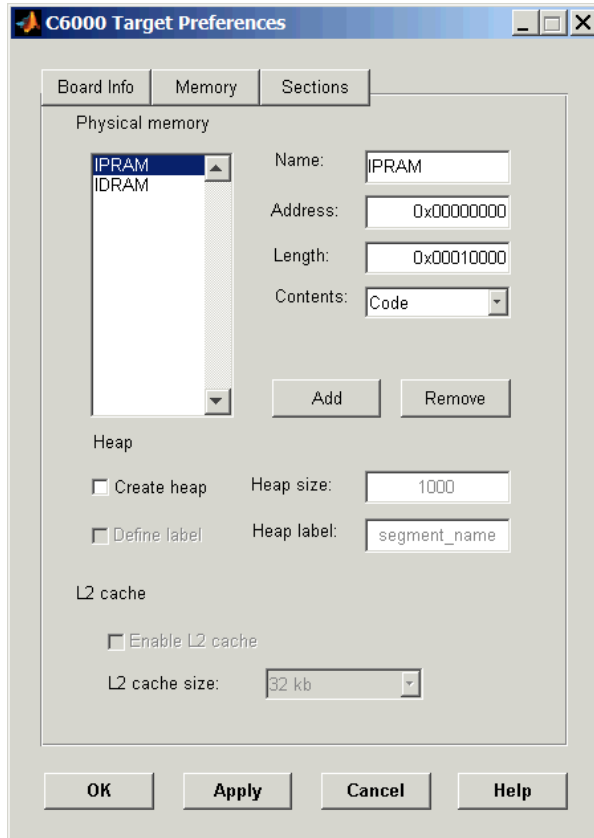 C6000 Target Preferences
Board Info Memory Sections
Physical memory
IPRAM
IDRAM
Name: IPRAM
Address: 0x00000000
Length: 0x00010000
Contents: Code
Add Remove
Heap
Create heap Heap size: 1000
Define label Heap label: segment_name
L2 cache
Enable L2 cache
L2 cache size: 32 kb
OK Apply Cancel Help